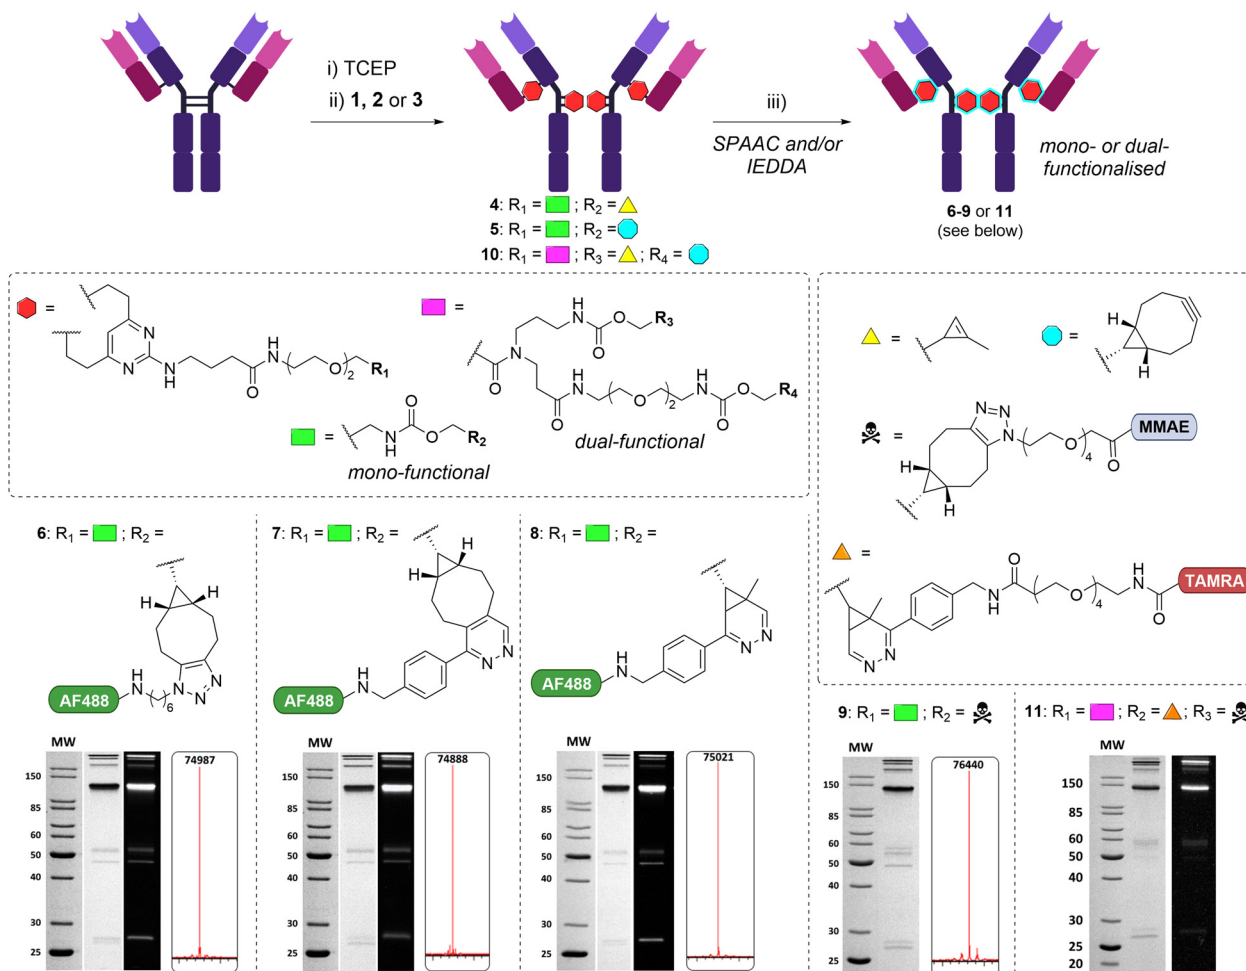 i) TCEP
ii) 1, 2 or 3
iii)
SPAAC and/or
IEDDA
mono- or dual-
functionalised
4: R1 = ; R2 =
5: R1 = ; R2 =
10: R1 = ; R3 = ; R4 =
6-9 or 11
(see below)
=
N
N
N
H
O
H
N
O
2
R1
=
H
N
O
O
R3
O
N
O
H
N
O
2
H
N
O
O
R4
dual-functional
=
O
N
H
O
R2
mono-functional
=
=
H
H
=
N
N
N
O
4
O
MMAE
H
H
=
N
N
H
N
O
O
4
H
N
O
TAMRA
6: R1 = ; R2 =
H
H
AF488
H
N
6
N
N
N
7: R1 = ; R2 =
H
H
AF488
H
N
N
N
8: R1 = ; R2 =
AF488
H
N
N
N
9: R1 = ; R2 =
11: R1 = ; R2 = ; R3 =
MW
150
85
60
50
40
30
25
74987
MW
150
85
60
50
40
30
25
74888
MW
150
85
60
50
40
30
25
75021
MW
150
85
60
50
40
30
25
76440
MW
150
85
60
50
40
30
25
20